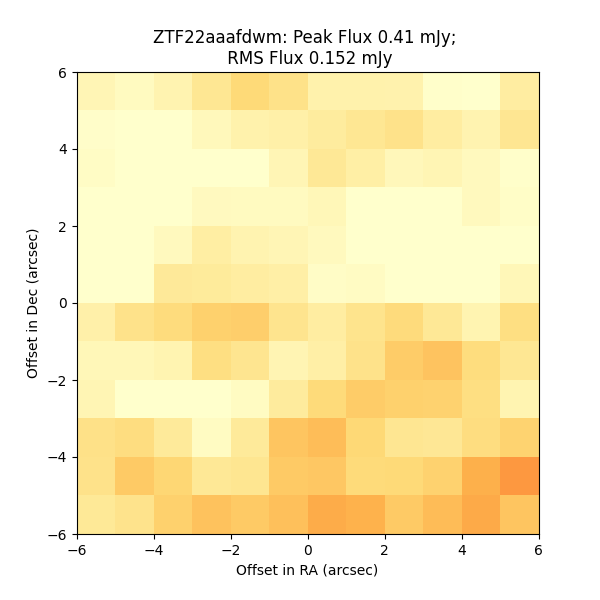 ZTF22aaafdwm: Peak Flux 0.41 mJy;
RMS Flux 0.152 mJy
6
4
2
0
−2
−4
−6
Offset in Dec (arcsec)
−6 −4 −2 0 2 4 6
Offset in RA (arcsec)